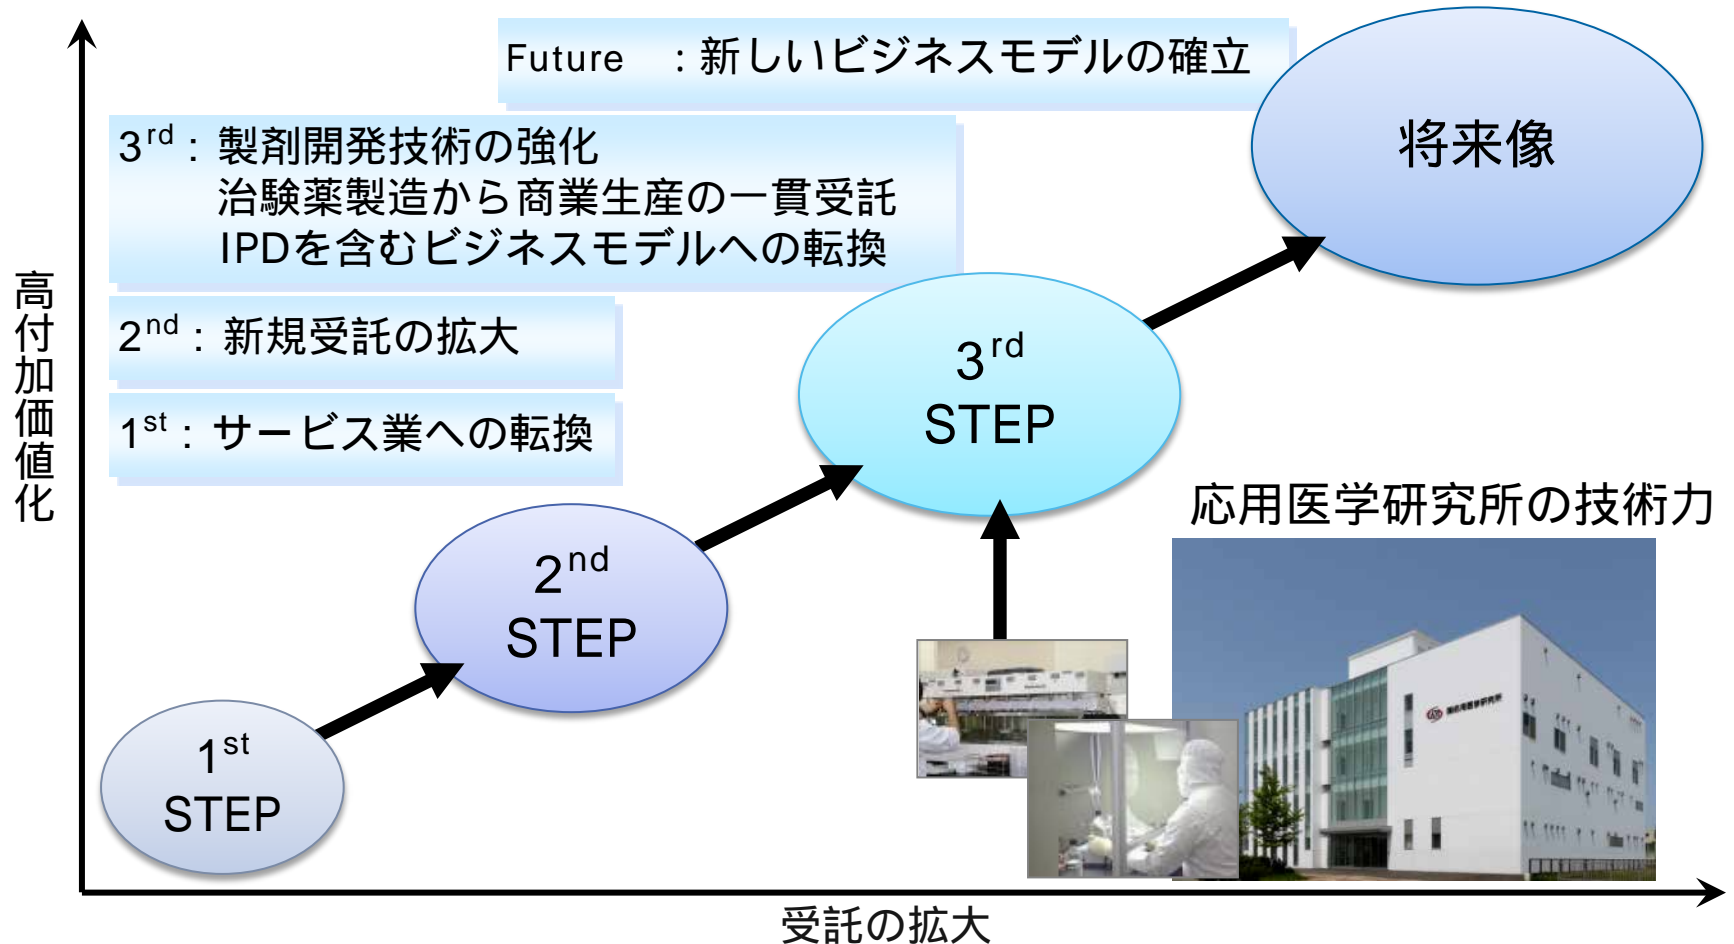 Future ：新しいビジネスモデルの確立
将来像
3rd：製剤開発技術の強化
治験薬製造から商業生産の一貫受託
IPDを含むビジネスモデルへの転換
2nd：新規受託の拡大
1st：サービス業への転換
高付加価値化
3rd
STEP
2nd
STEP
1st
STEP
応用医学研究所の技術力
受託の拡大